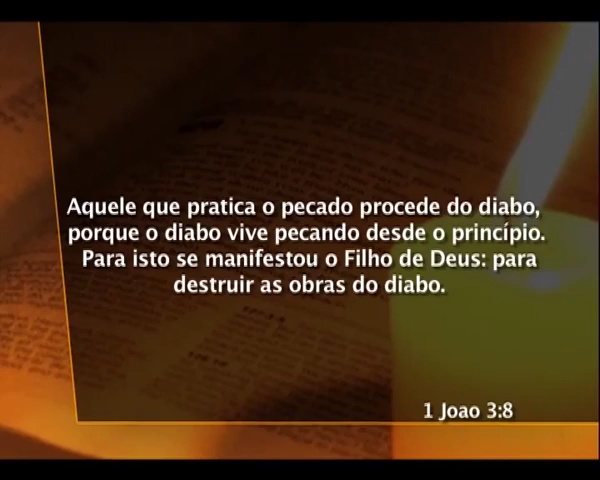 Aquele que pratica o pecado procede do diabo,
porque o diabo vive pecando desde o princípio.
Para isto se manifestou o Filho de Deus: para
destruir as obras do diabo.
1 Joao 3:8